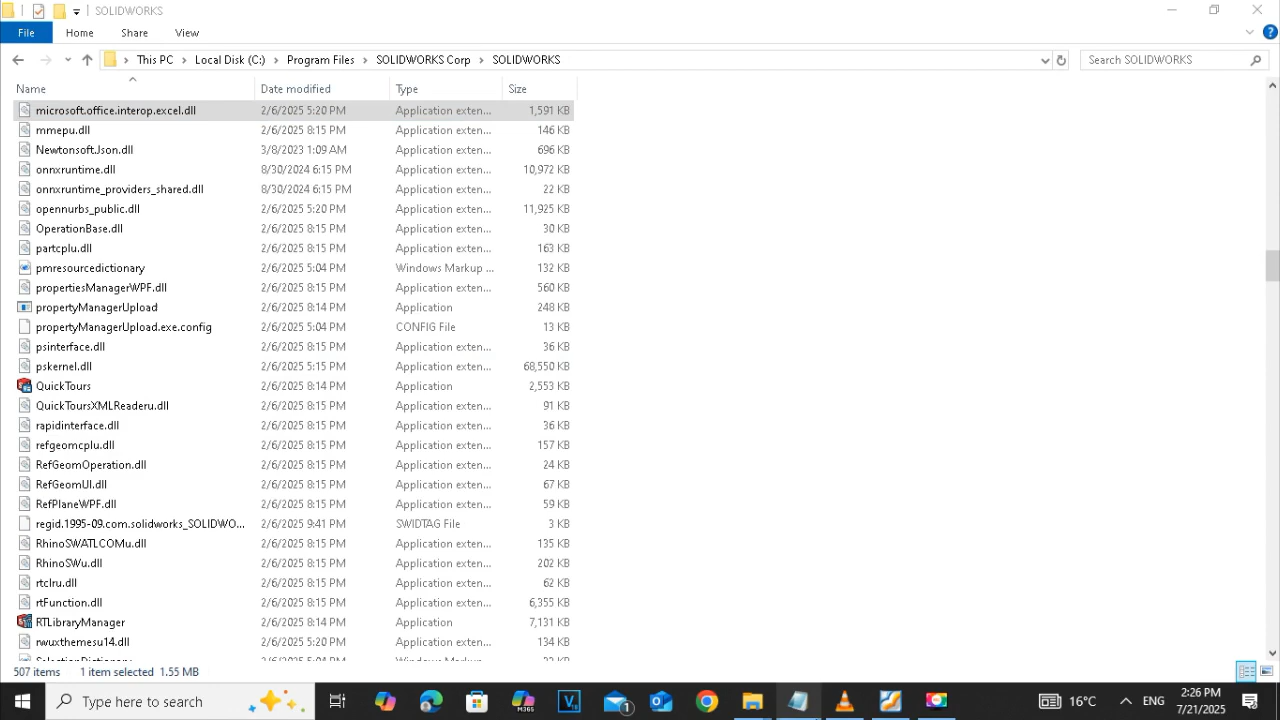 SOLIDWORKS
File Home Share View
This PC Local Disk (C:) Program Files SOLIDWORKS Corp SOLIDWORKS Search SOLIDWORKS
Name Date modified Type Size
microsoft.office.interop.excel.dll 2/6/2025 5:20 PM Application exten... 1,591 KB
mmepu.dll 2/6/2025 8:15 PM Application exten... 146 KB
Newtonsoft.Json.dll 3/8/2023 1:09 AM Application exten... 696 KB
onnxruntime.dll 8/30/2024 6:15 PM Application exten... 10,972 KB
onnxruntime_providers_shared.dll 8/30/2024 6:15 PM Application exten... 22 KB
opennurbs_public.dll 2/6/2025 5:20 PM Application exten... 11,925 KB
OperationBase.dll 2/6/2025 8:15 PM Application exten... 30 KB
partcplu.dll 2/6/2025 8:15 PM Application exten... 163 KB
pmresourcedictionary 2/6/2025 5:04 PM Windows Markup ... 132 KB
propertiesManagerWPF.dll 2/6/2025 8:15 PM Application exten... 560 KB
propertyManagerUpload 2/6/2025 8:14 PM Application 248 KB
propertyManagerUpload.exe.config 2/6/2025 5:04 PM CONFIG File 13 KB
psinterface.dll 2/6/2025 8:15 PM Application exten... 36 KB
pskernel.dll 2/6/2025 5:15 PM Application exten... 68,550 KB
QuickTours 2/6/2025 8:14 PM Application 2,553 KB
QuickToursXMLReaderu.dll 2/6/2025 8:15 PM Application exten... 91 KB
rapidinterface.dll 2/6/2025 8:15 PM Application exten... 36 KB
refgeomcplu.dll 2/6/2025 8:15 PM Application exten... 157 KB
RefGeomOperation.dll 2/6/2025 8:15 PM Application exten... 24 KB
RefGeomUI.dll 2/6/2025 8:15 PM Application exten... 67 KB
RefPlaneWPF.dll 2/6/2025 8:15 PM Application exten... 59 KB
regid.1995-09.com.solidworks_SOLIDWO... 2/6/2025 9:41 PM SWIDTAG File 3 KB
RhinoSWATLCOMu.dll 2/6/2025 8:15 PM Application exten... 135 KB
RhinoSWu.dll 2/6/2025 8:15 PM Application exten... 202 KB
rtclru.dll 2/6/2025 8:15 PM Application exten... 62 KB
rtFunction.dll 2/6/2025 8:15 PM Application exten... 6,355 KB
RTLibraryManager 2/6/2025 8:14 PM Application 7,131 KB
rwuxthemesu14.dll 2/6/2025 5:20 PM Application exten... 134 KB
507 items 1 item selected 1.55 MB
Type here to search M365 1 16°C ENG 2:26 PM
7/21/2025